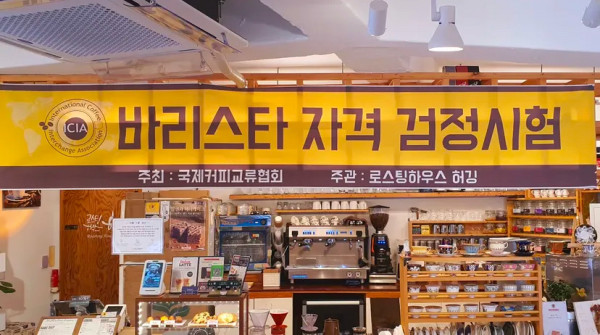 International Coffee
ICIA
Interchange Association
바리스타 자격 검정시험
주최 : 국제커피교류협회 주관 : 로스팅하우스 허깅